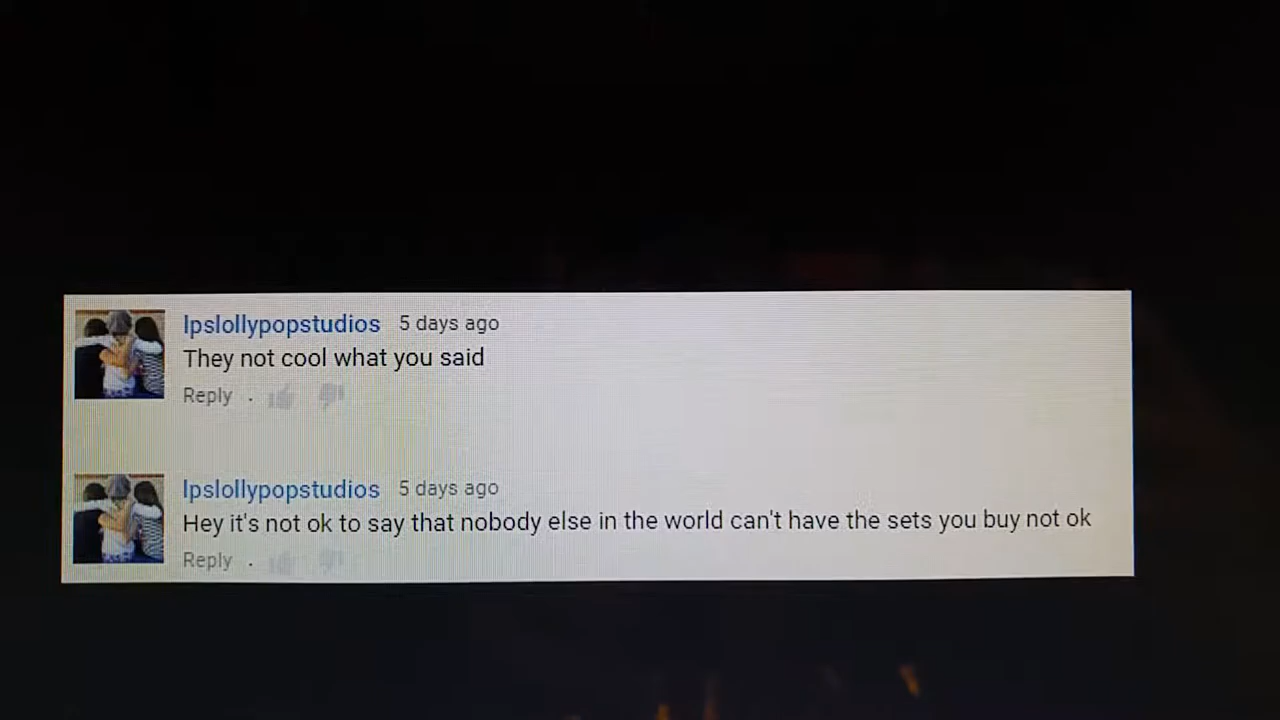 lpslollypopstudios 5 days ago
They not cool what you said
Reply .
lpslollypopstudios 5 days ago
Hey it's not ok to say that nobody else in the world can't have the sets you buy not ok
Reply .